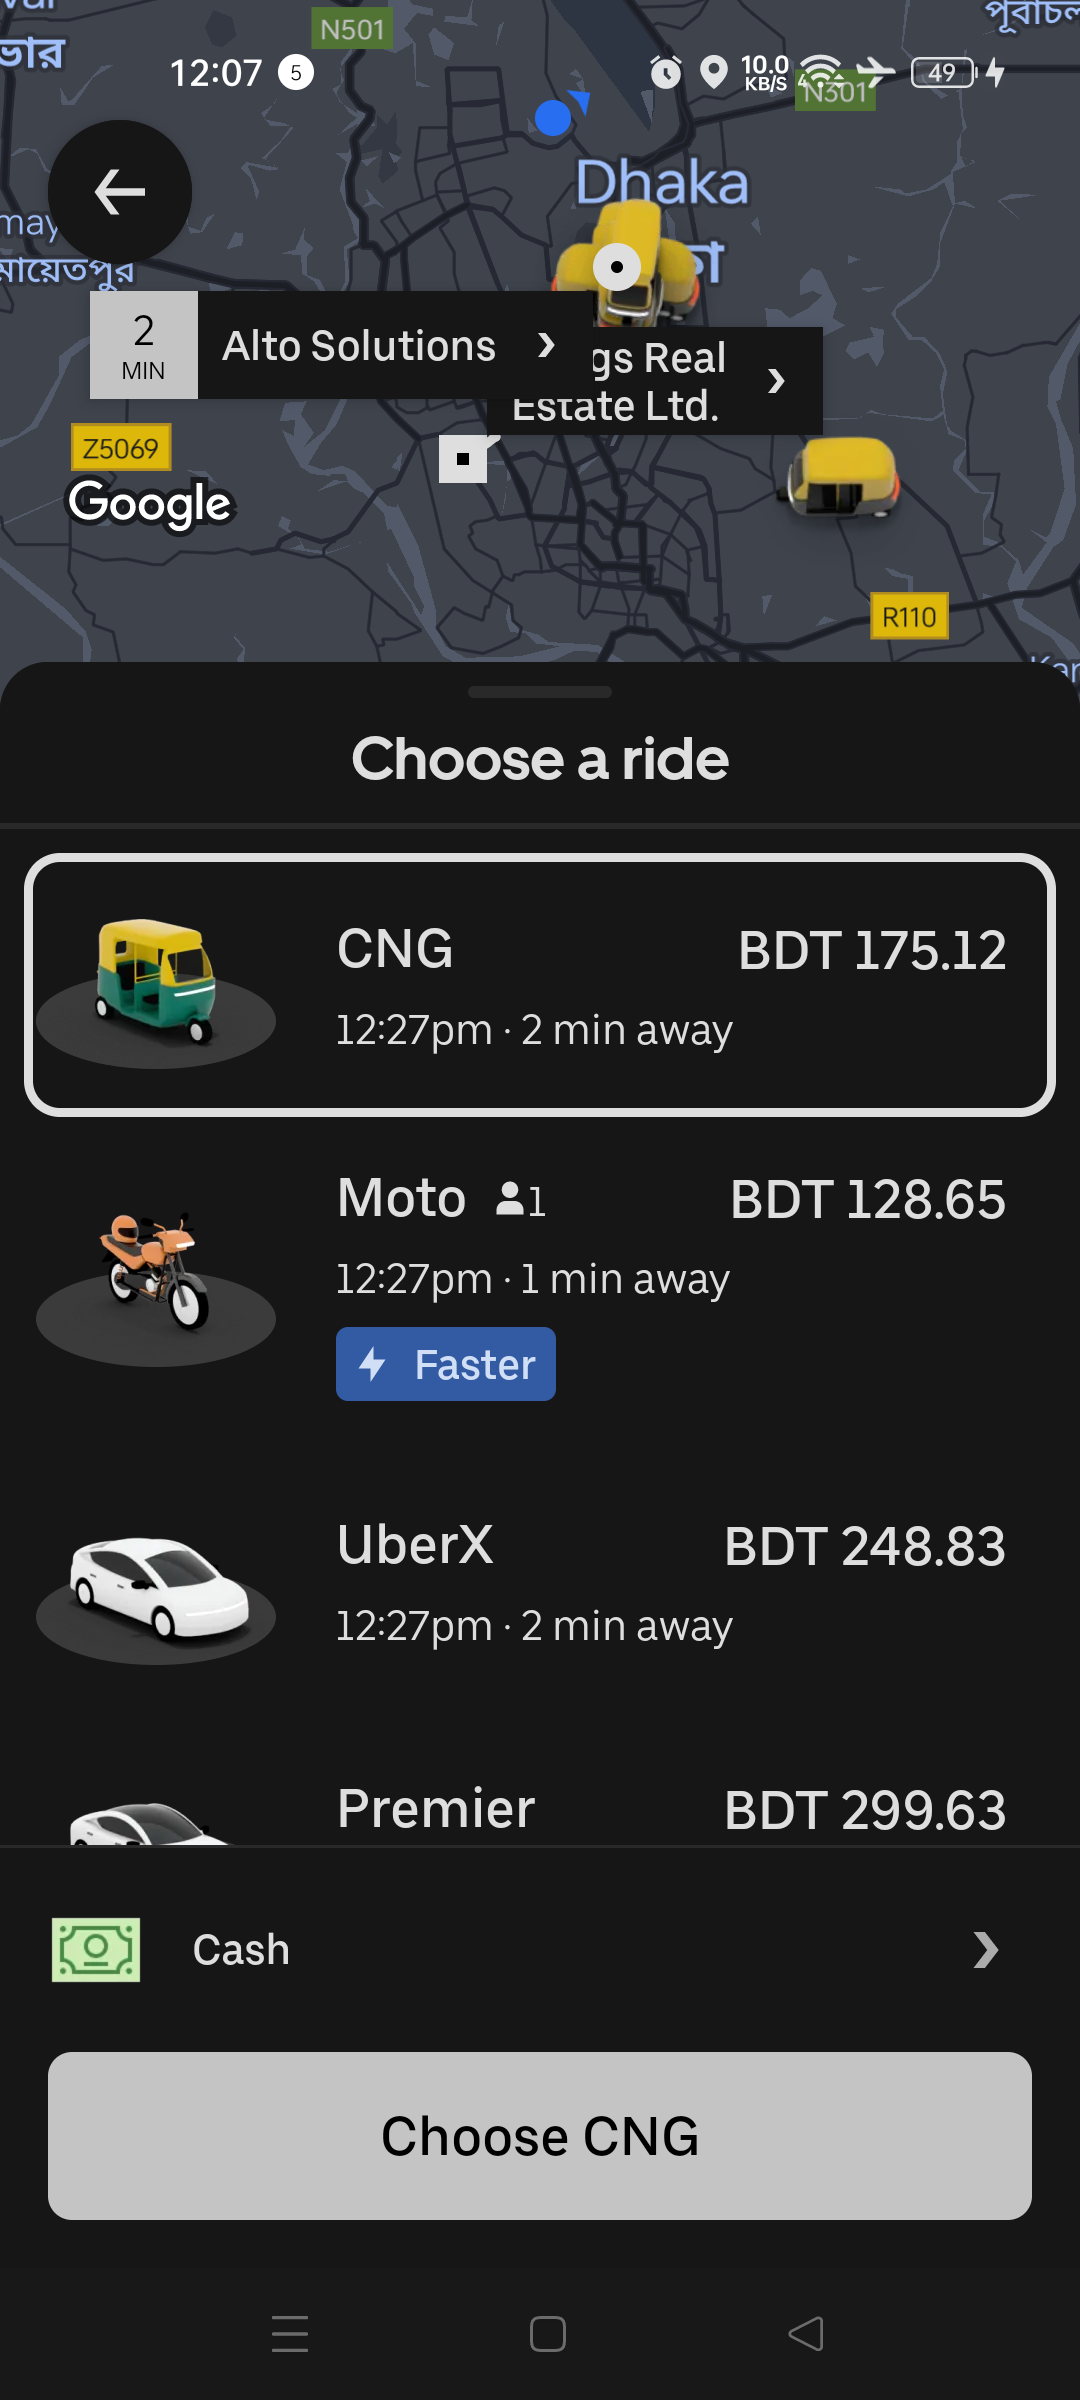 N501
ভার
12:07 5
10.0
KB/S
49
N301
Dhaka
2
MIN
Alto Solutions
gs Real
Estate Ltd.
Z5069
Google
R110
Choose a ride
CNG
BDT 175.12
12:27pm · 2 min away
Moto 1
BDT 128.65
12:27pm · 1 min away
Faster
UberX
BDT 248.83
12:27pm · 2 min away
Premier
BDT 299.63
Cash
Choose CNG